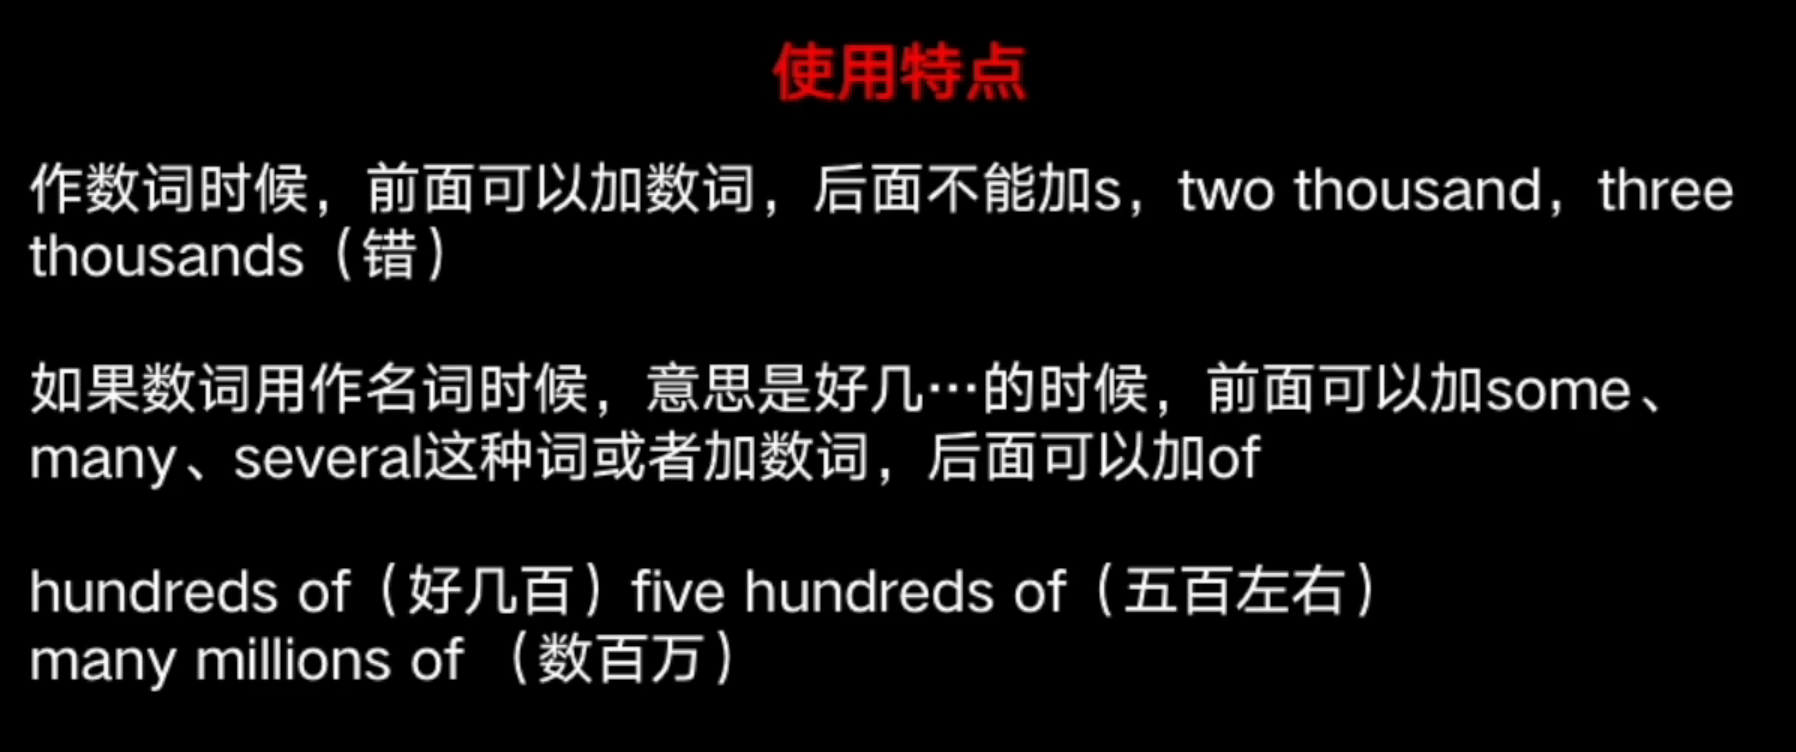 使用特点
作数词时候，前面可以加数词，后面不能加s，two thousand，three
thousands（错）
如果数词用作名词时候，意思是好几…的时候，前面可以加some、
many、several这种词或者加数词，后面可以加of
hundreds of（好几百）five hundreds of（五百左右）
many millions of （数百万）